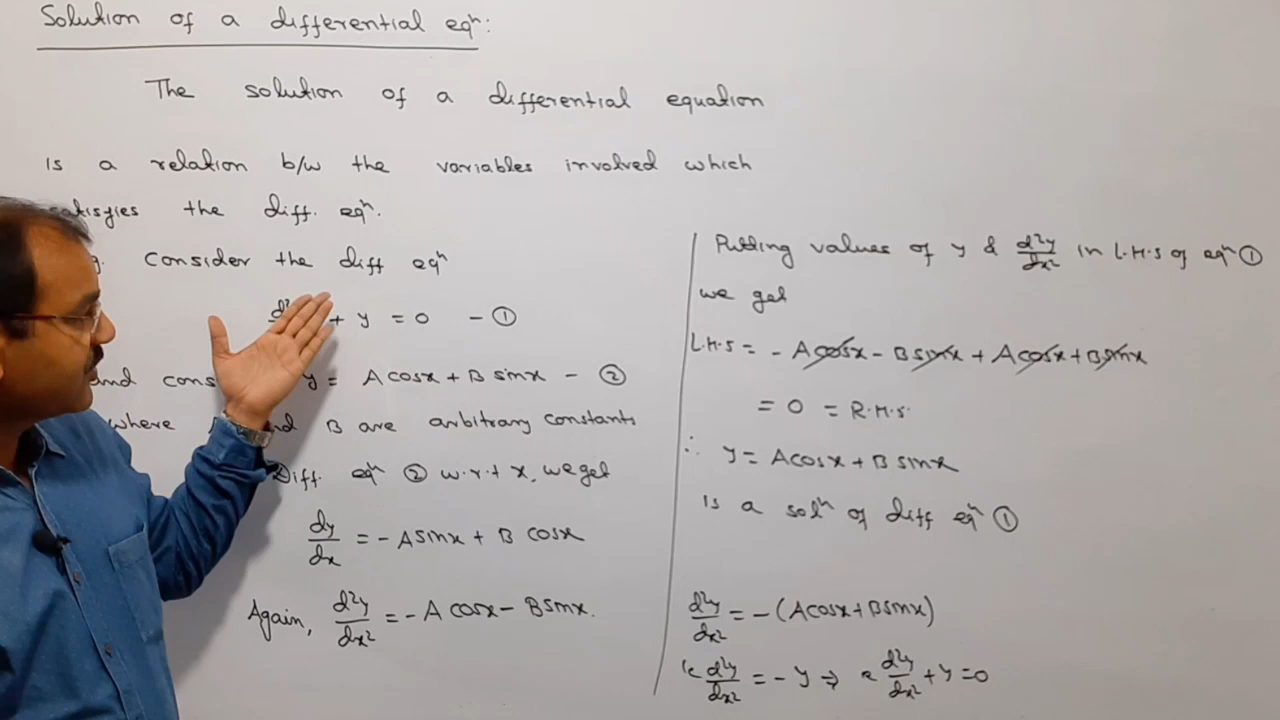 Solution of a differential eqⁿ:
The solution of a differential equation
is a relation b/w the variables involved which
satisfies the diff. eqⁿ.
Consider the diff eqⁿ
d² + y = 0 - ①
and cons y = A cosx + B sinx - ②
where and B are arbitrary constants
Diff. eqⁿ ② w.r.t x, we get
dy/dx = - A sinx + B cosx
Again, d²y/dx² = - A cosx - B sinx.
Putting values of y & d²y/dx² in L.H.S of eqⁿ ①
we get
L.H.S = - A cosx - B sinx + A cosx + B sinx
= 0 = R.H.S.
∴ y = A cosx + B sinx
is a solⁿ of diff eqⁿ ①
d²y/dx² = - (A cosx + B sinx)
ie d²y/dx² = - y ⇒ d²y/dx² + y = 0